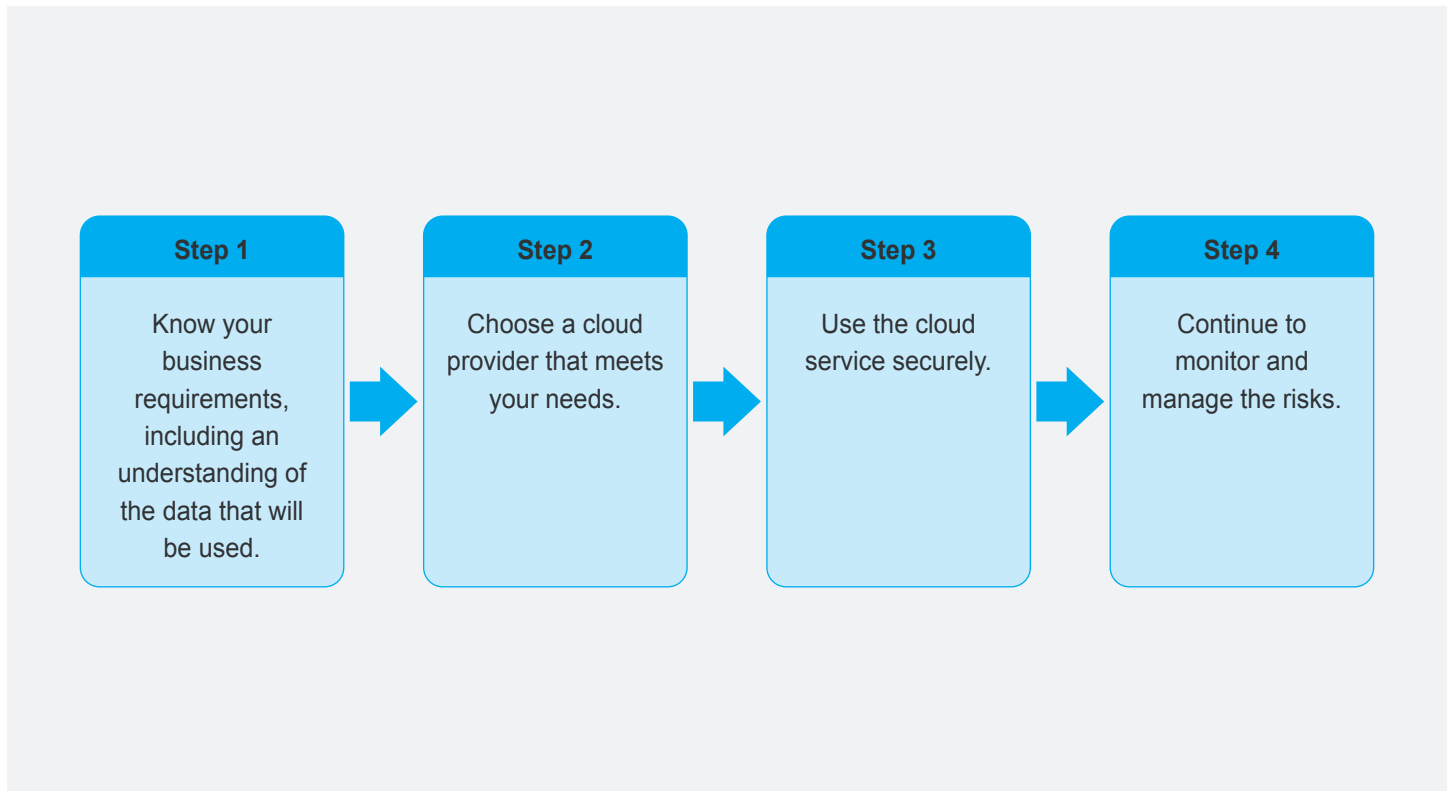 Step 1
Know your
business
requirements,
including an
understanding of
the data that will
be used.
Step 2
Choose a cloud
provider that meets
your needs.
Step 3
Use the cloud
service securely.
Step 4
Continue to
monitor and
manage the risks.